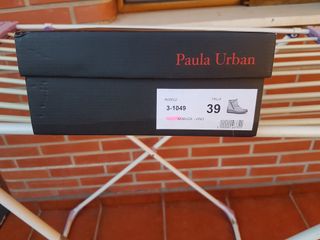 Paula Urban
MODELO
TALLA
3-1049
39